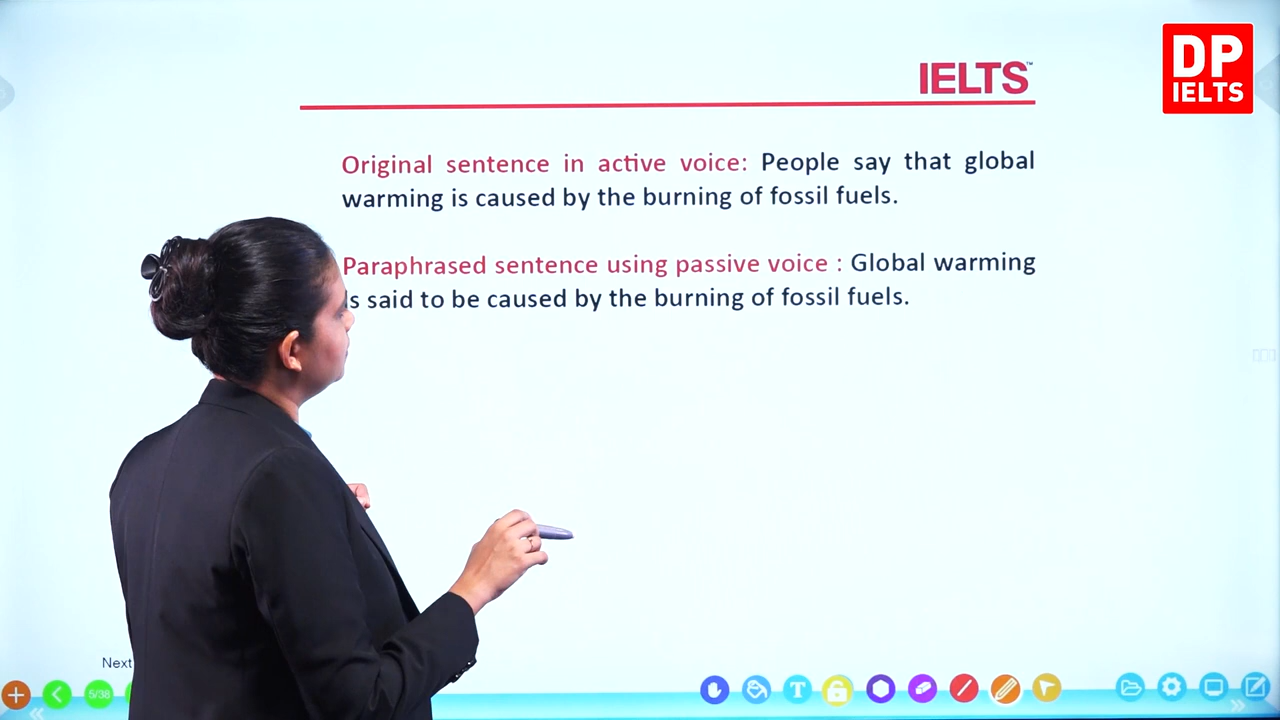 DP
IELTS
IELTS™
Original sentence in active voice: People say that global
warming is caused by the burning of fossil fuels.
Paraphrased sentence using passive voice : Global warming
is said to be caused by the burning of fossil fuels.
Next
5/38
T